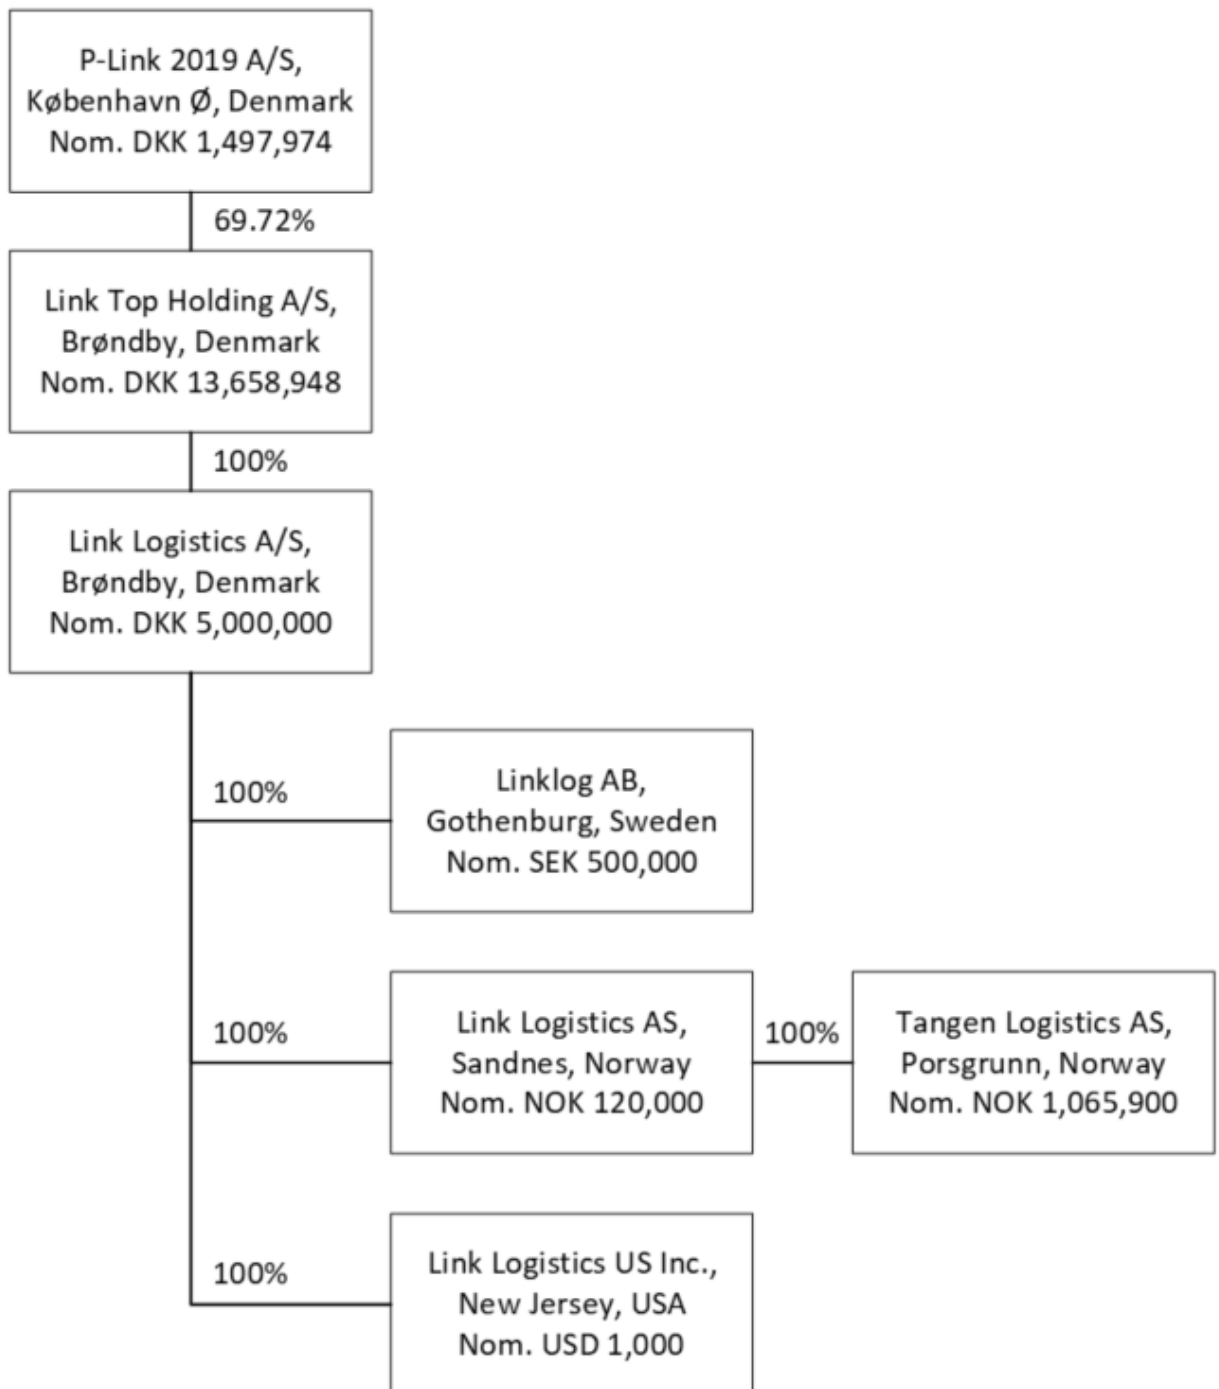 P-Link 2019 A/S,
København Ø, Denmark
Nom. DKK 1,497,974
69.72%
Link Top Holding A/S,
Brøndby, Denmark
Nom. DKK 13,658,948
100%
Link Logistics A/S,
Brøndby, Denmark
Nom. DKK 5,000,000
100%
Linklog AB,
Gothenburg, Sweden
Nom. SEK 500,000
100%
Link Logistics AS,
Sandnes, Norway
Nom. NOK 120,000
100%
Tangen Logistics AS,
Porsgrunn, Norway
Nom. NOK 1,065,900
100%
Link Logistics US Inc.,
New Jersey, USA
Nom. USD 1,000